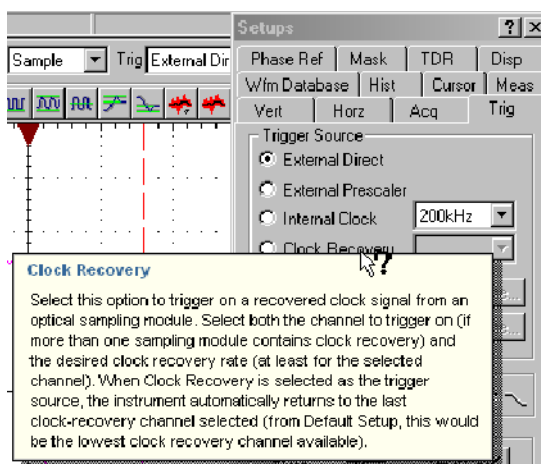 Setups
Sample Trig External Dir
Phase Ref Mask TDR Disp
Wfm Database Hist Cursor Meas
Vert Horz Acq Trig
Trigger Source
External Direct
External Prescaler
Internal Clock 200kHz
Clock Recovery
Clock Recovery
Select this option to trigger on a recovered clock signal from an
optical sampling module. Select both the channel to trigger on (if
more than one sampling module contains clock recovery) and
the desired clock recovery rate (at least for the selected
channel). When Clock Recovery is selected as the trigger
source, the instrument automatically returns to the last
clock-recovery channel selected (from Default Setup, this would
be the lowest clock recovery channel available).